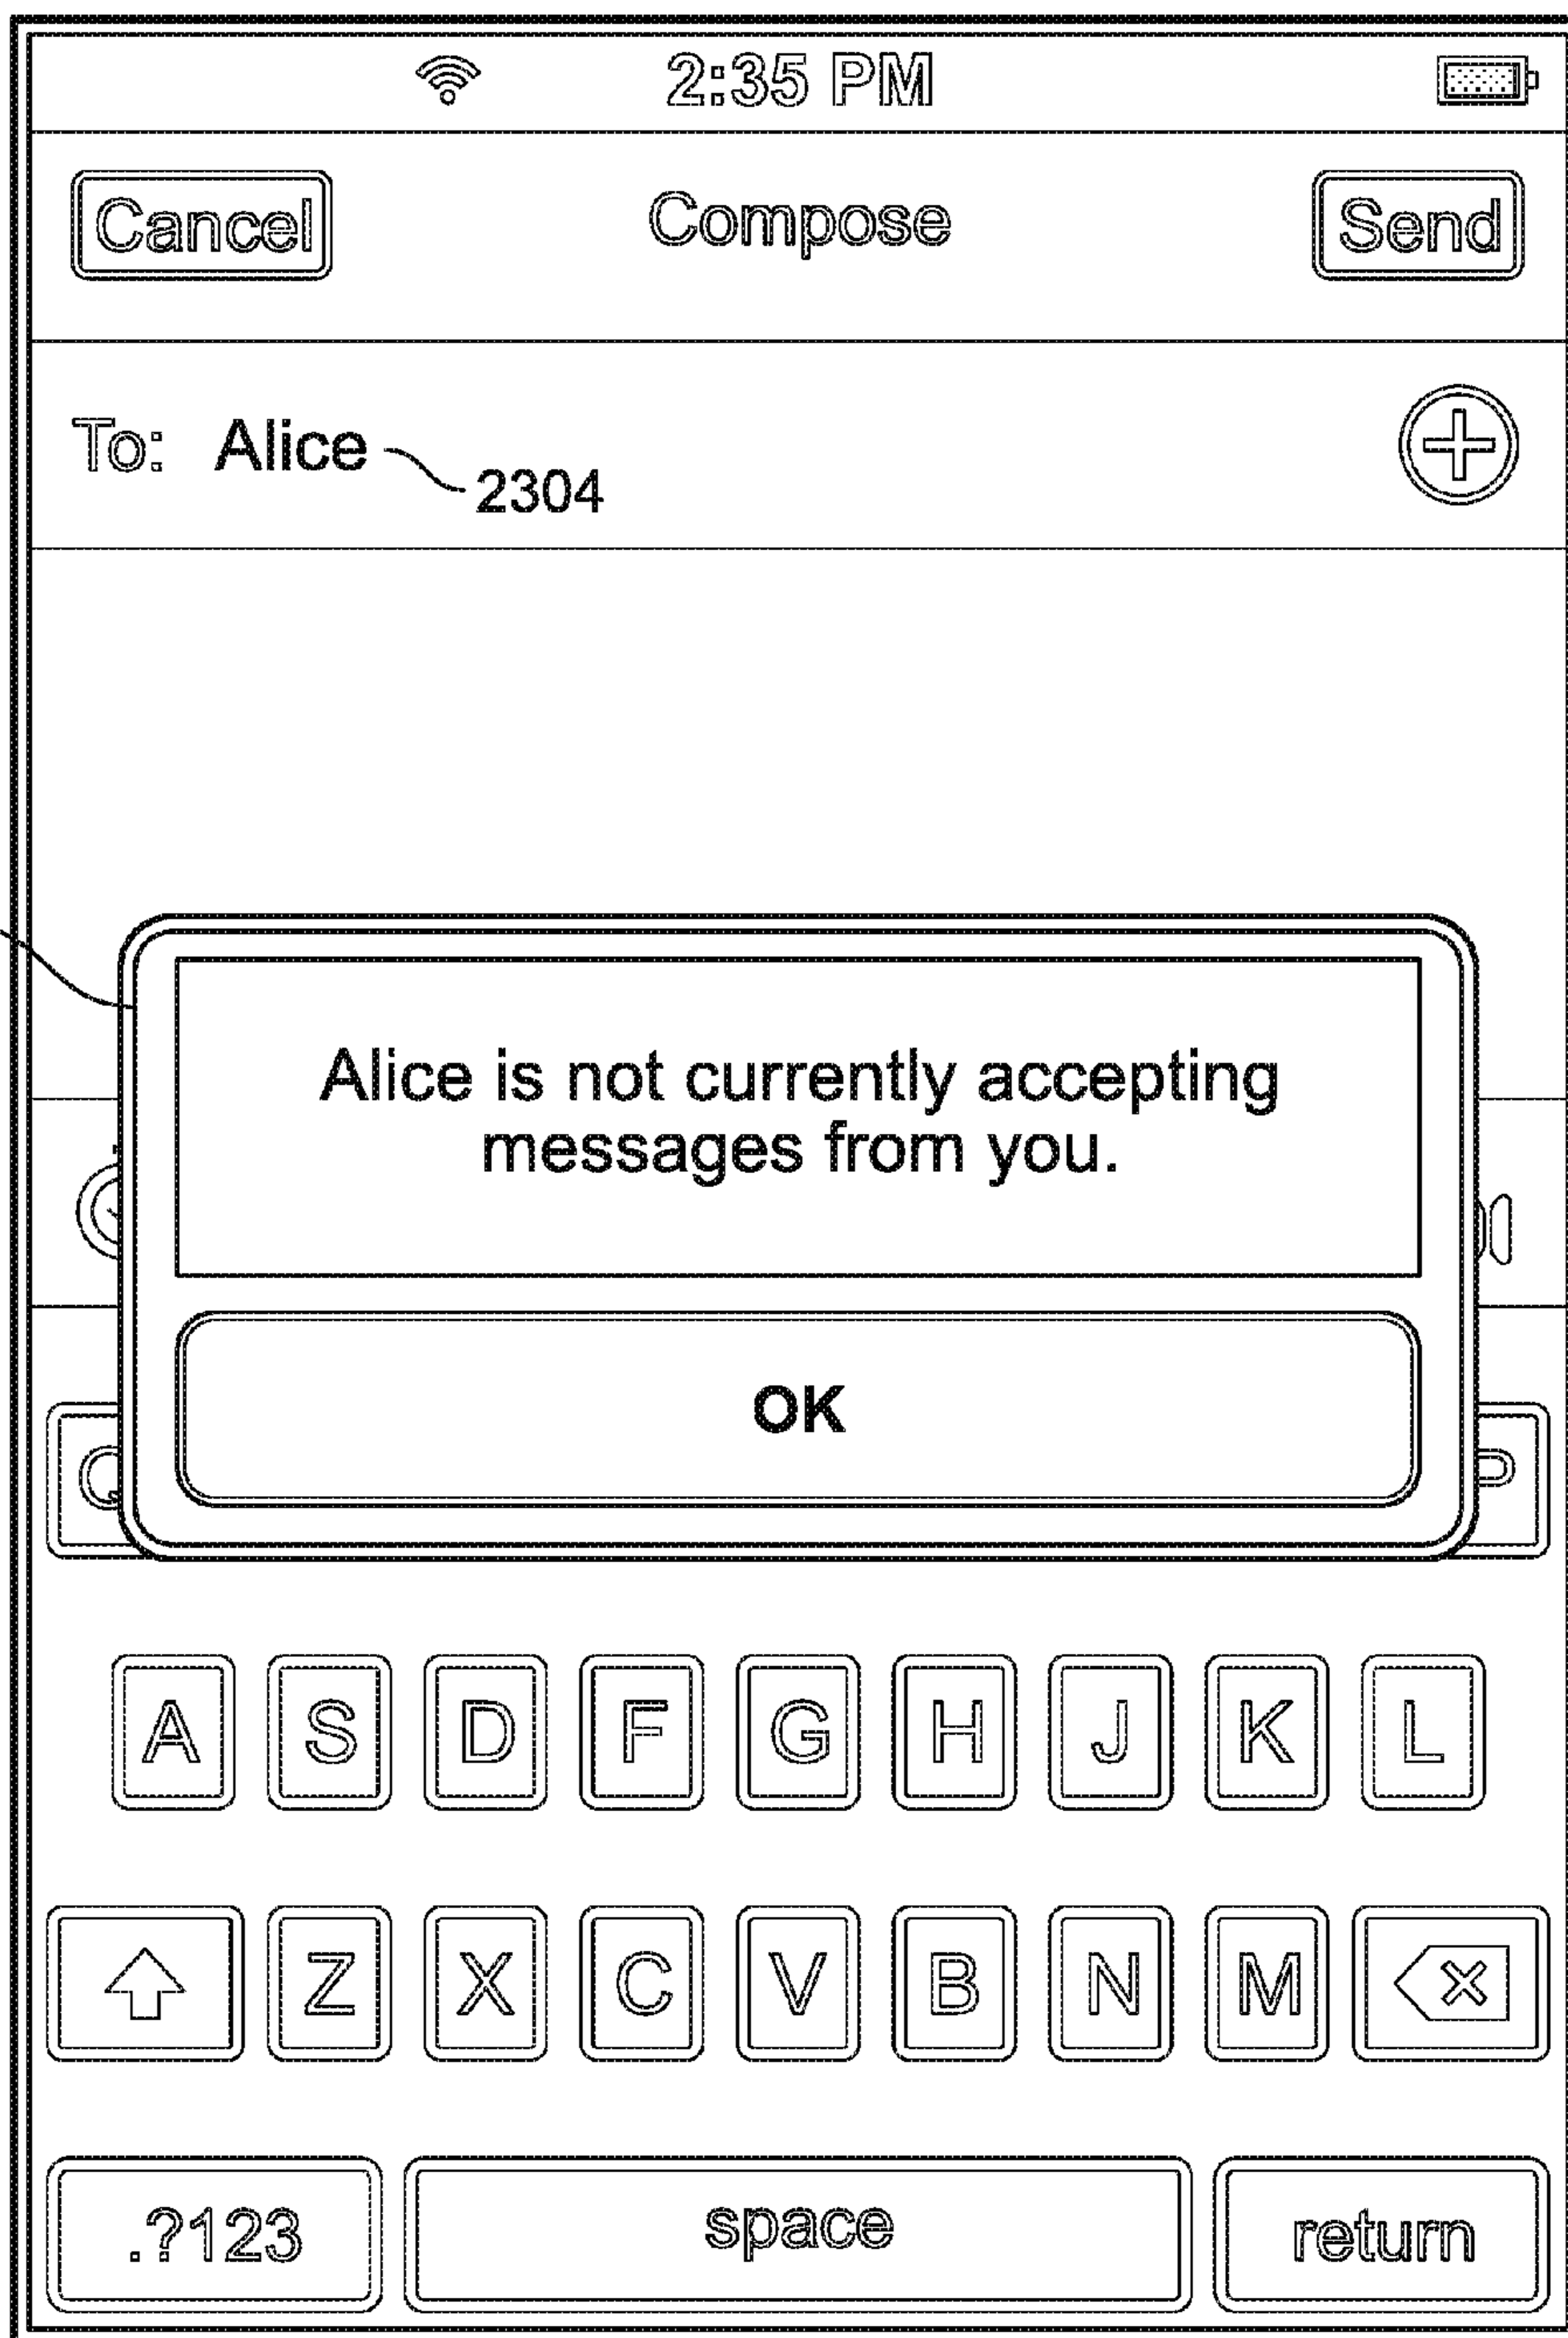 2:35 PM
Cancel Compose Send
To: Alice 2304
Alice is not currently accepting
messages from you.
OK
Q P
A S D F G H J K L
Z X C V B N M
.?123 space return